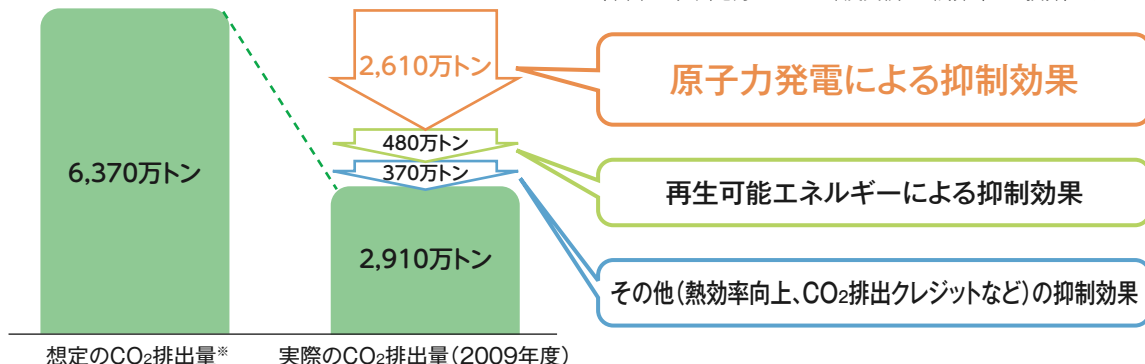 2,610万トン
原子力発電による抑制効果
480万トン
6,370万トン
370万トン
再生可能エネルギーによる抑制効果
2,910万トン
その他(熱効率向上、CO₂排出クレジットなど)の抑制効果
想定のCO₂排出量※
実際のCO₂排出量(2009年度)